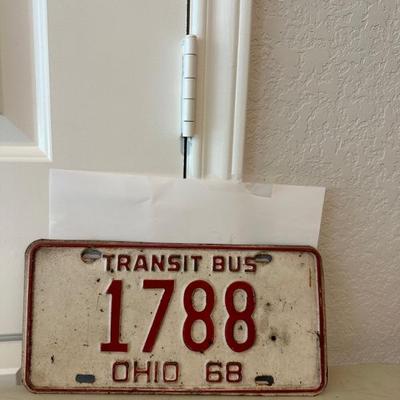 TRANSIT BUS
1788
OHIO 68